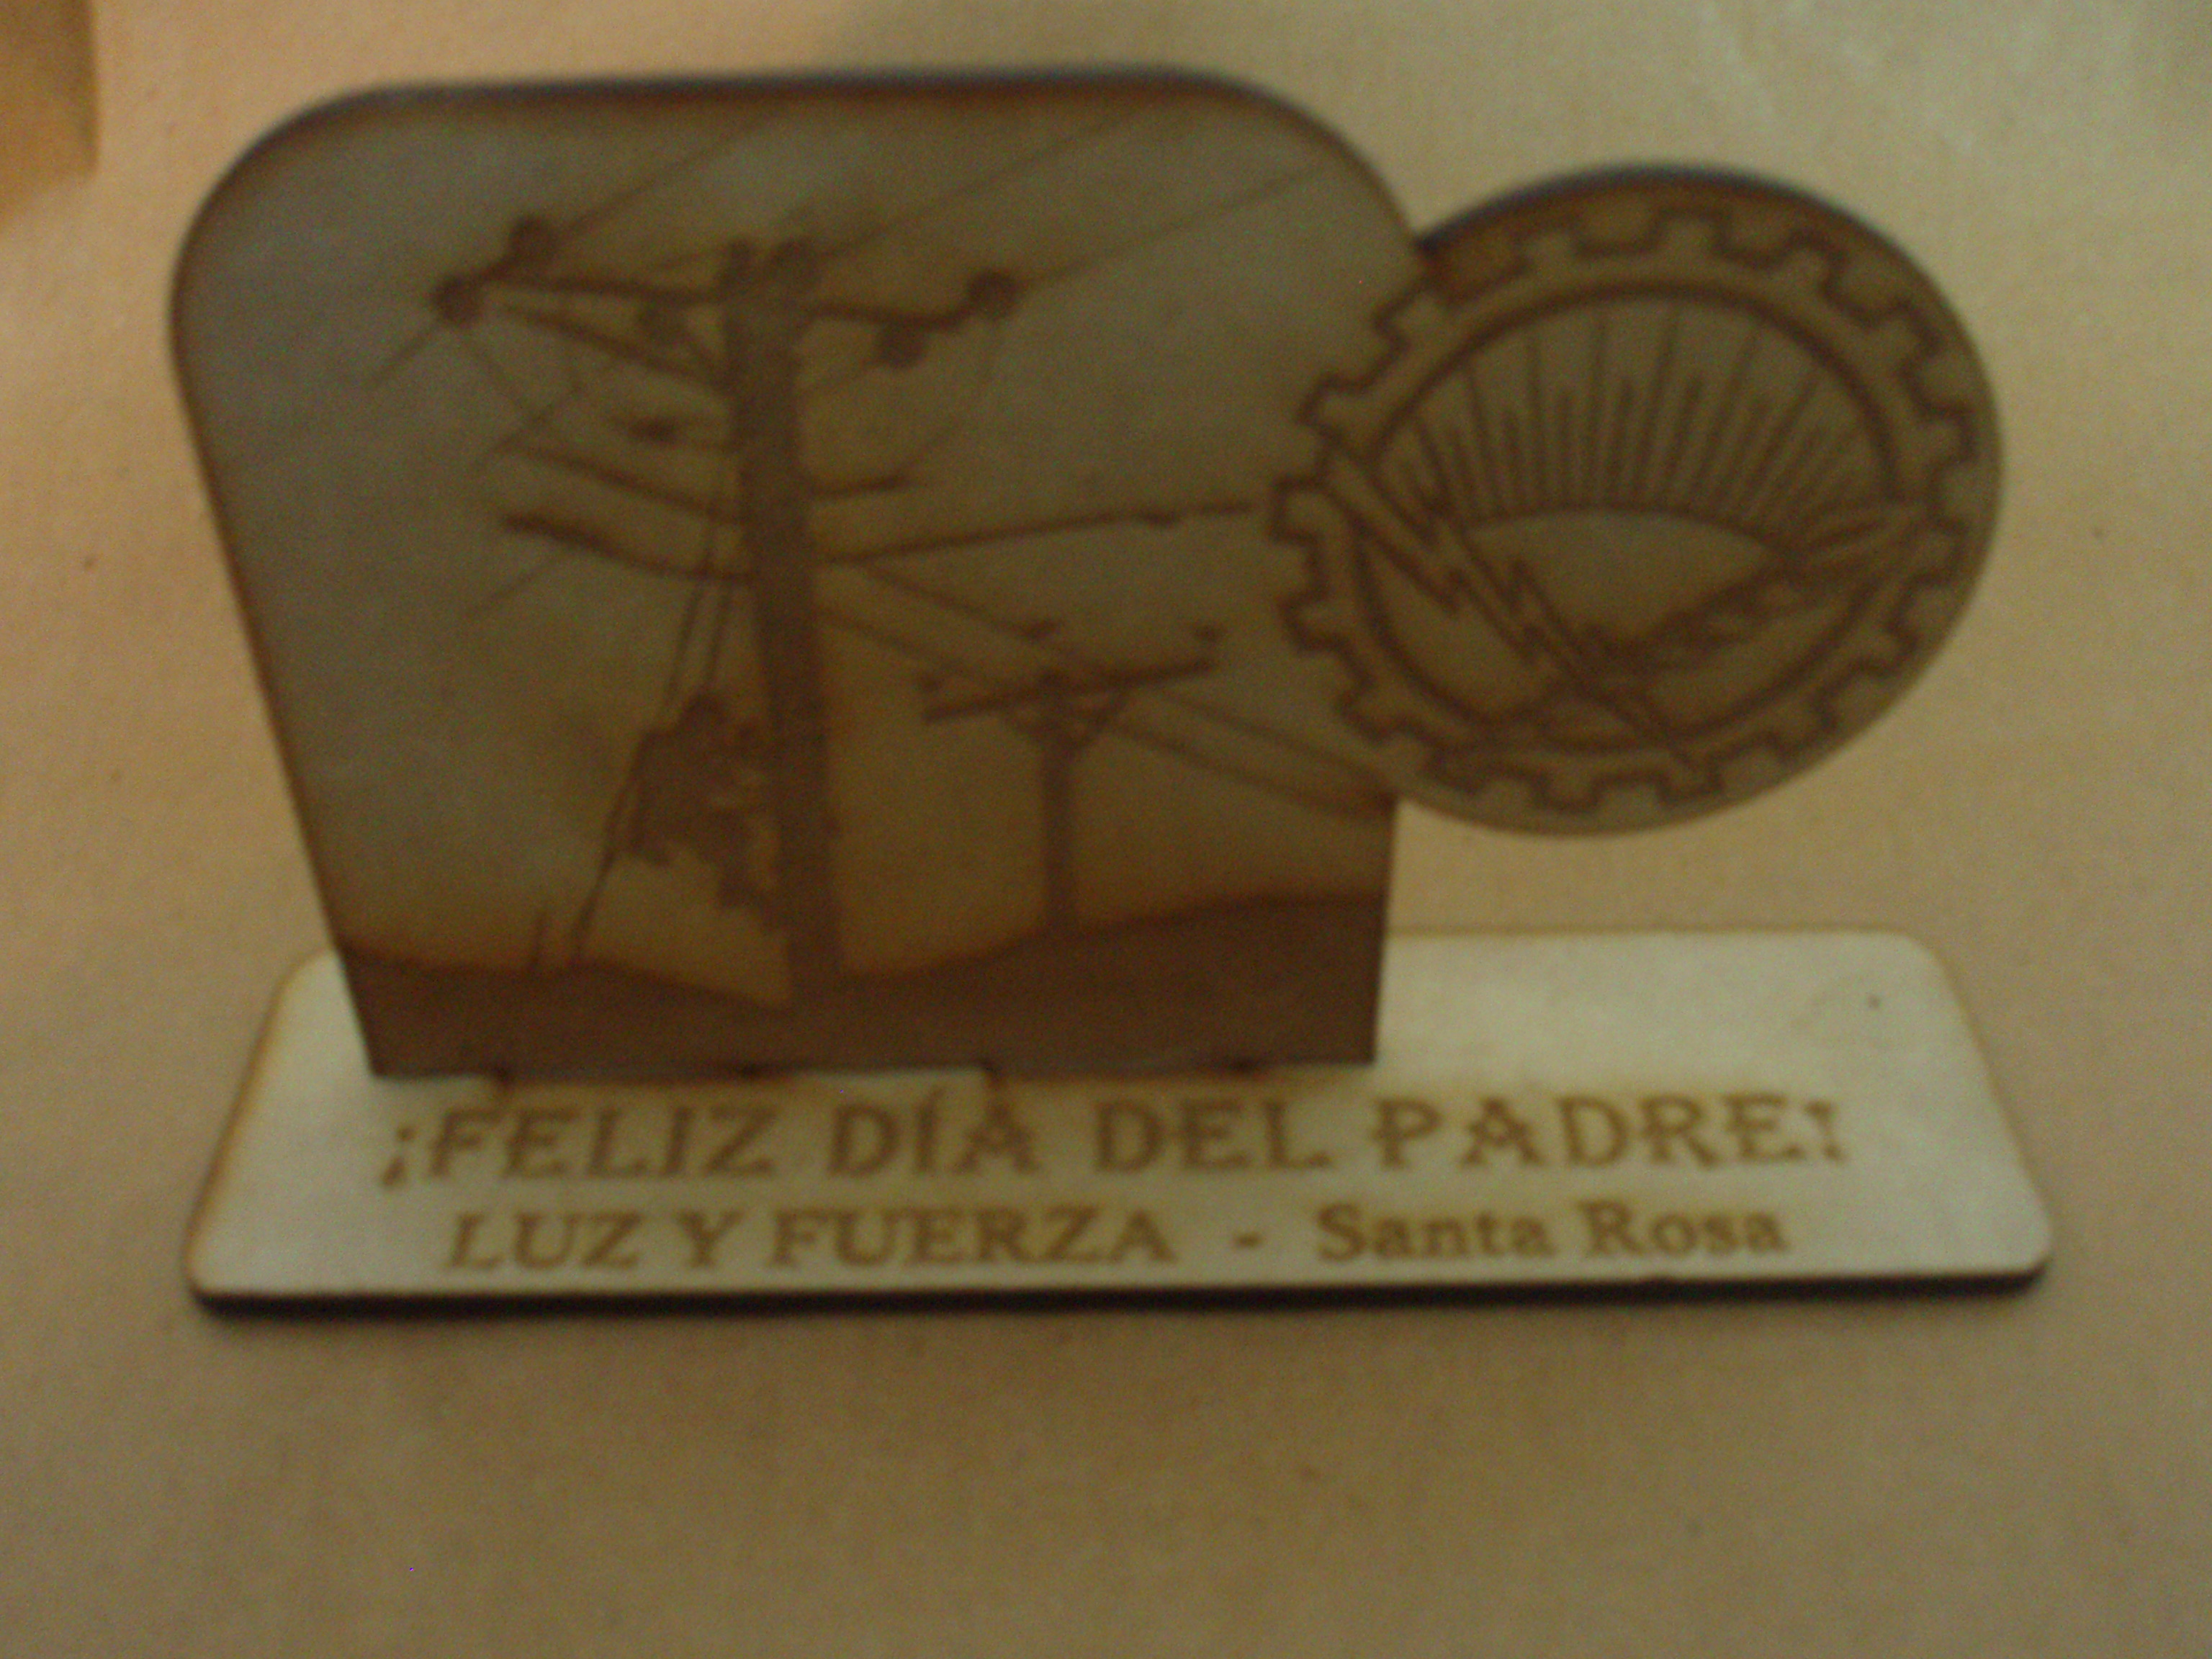 ¡FELIZ DÍA DEL PADRE!
LUZ Y FUERZA - Santa Rosa